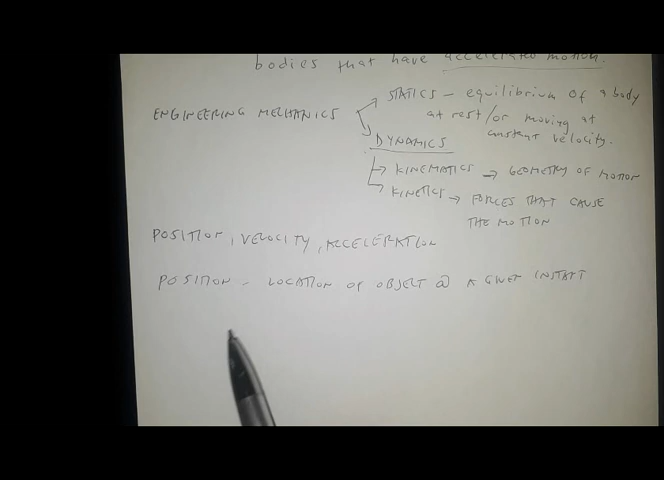 bodies that have accelerated motion.
ENGINEERING MECHANICS
STATICS – equilibrium of a body
at rest/or moving at
constant velocity.
DYNAMICS
→ KINEMATICS → GEOMETRY OF MOTION
→ KINETICS → FORCES THAT CAUSE
THE MOTION
POSITION, VELOCITY, ACCELERATION
POSITION – LOCATION OF OBJECT @ A GIVEN INSTANT